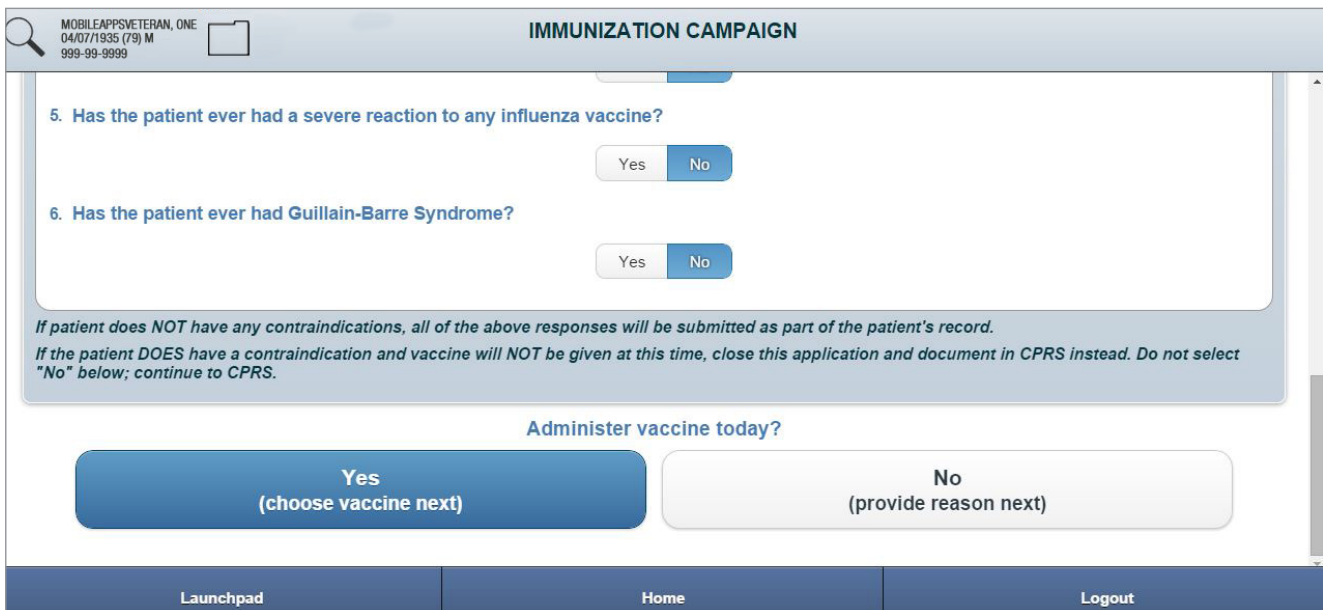 MOBILEAPPSVETERAN, ONE
04/07/1935 (79) M
999-99-9999
IMMUNIZATION CAMPAIGN
5. Has the patient ever had a severe reaction to any influenza vaccine?
Yes No
6. Has the patient ever had Guillain-Barre Syndrome?
Yes No
If patient does NOT have any contraindications, all of the above responses will be submitted as part of the patient's record.
If the patient DOES have a contraindication and vaccine will NOT be given at this time, close this application and document in CPRS instead. Do not select
"No" below; continue to CPRS.
Administer vaccine today?
Yes
(choose vaccine next)
No
(provide reason next)
Launchpad Home Logout